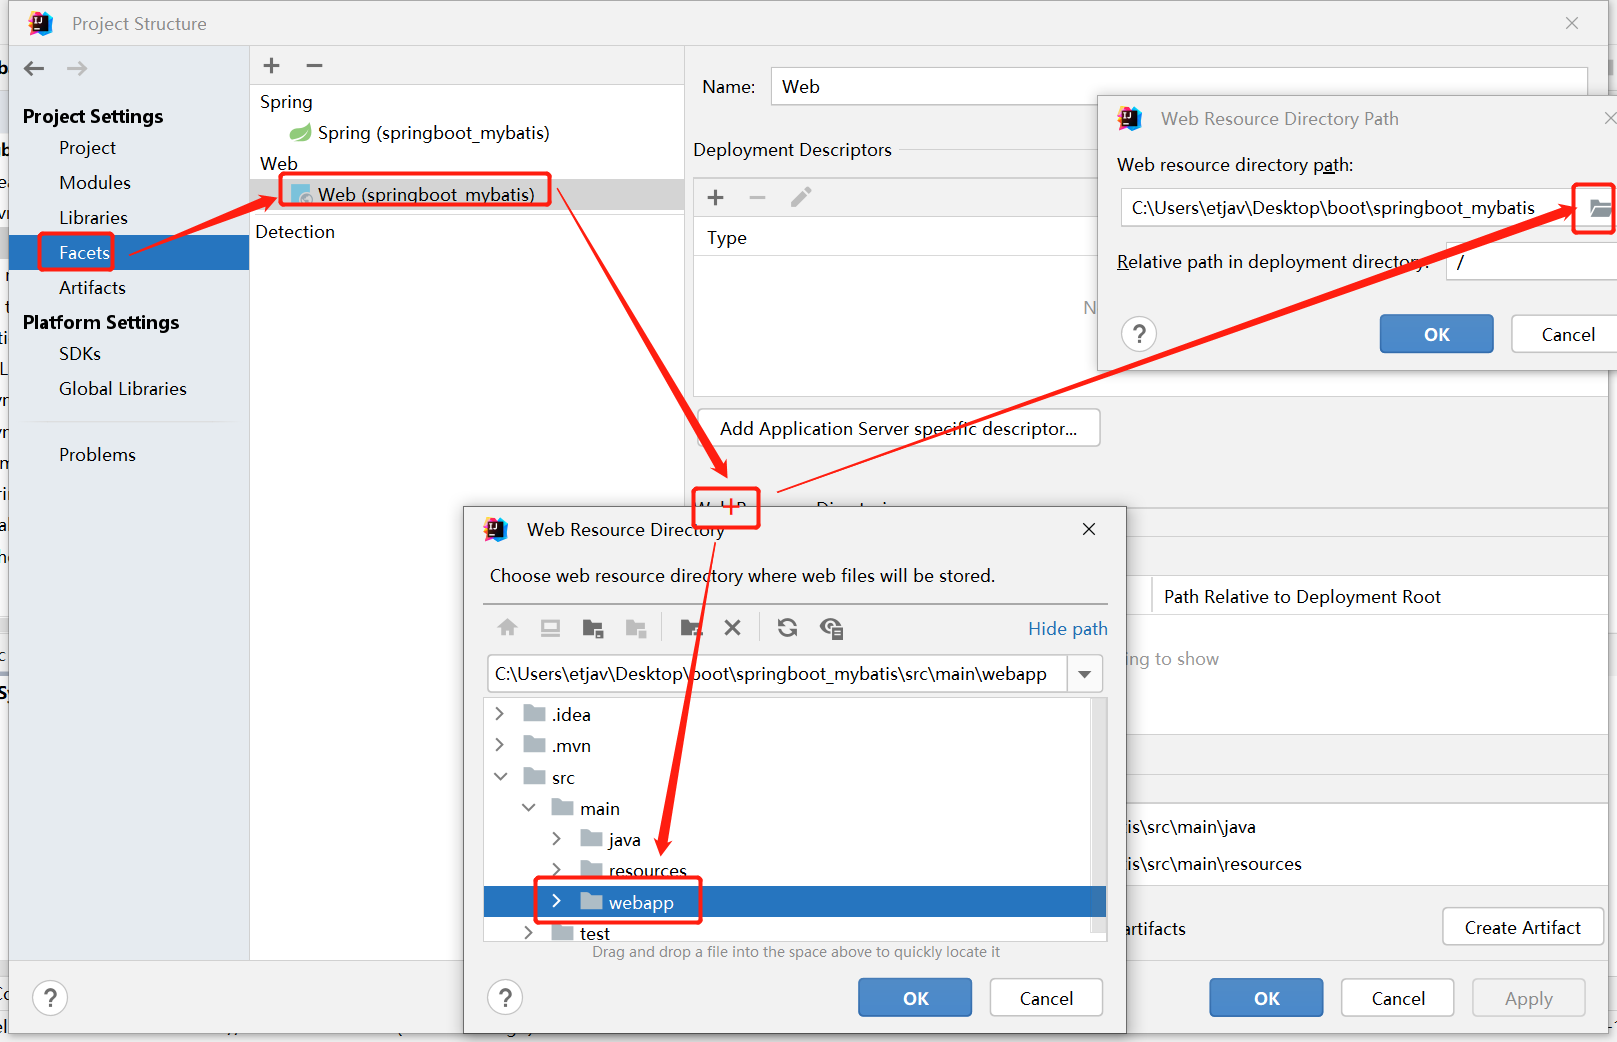 Project Structure
Project Settings
Project
Modules
Libraries
Facets
Artifacts
Platform Settings
SDKs
Global Libraries
Problems
Spring
Spring (springboot_mybatis)
Web
Web (springboot_mybatis)
Detection
Name: Web
Deployment Descriptors
Type
Add Application Server specific descriptor...
Path Relative to Deployment Root
ing to show
is\src\main\java
is\src\main\resources
artifacts
Create Artifact
OK
Cancel
Apply
?
Web Resource Directory Path
Web resource directory path:
C:\Users\etjav\Desktop\boot\springboot_mybatis
Relative path in deployment directory: /
?
OK
Cancel
Web Resource Directory
Choose web resource directory where web files will be stored.
Hide path
C:\Users\etjav\Desktop\boot\springboot_mybatis\src\main\webapp
.idea
.mvn
src
main
java
resources
webapp
test
Drag and drop a file into the space above to quickly locate it
?
OK
Cancel